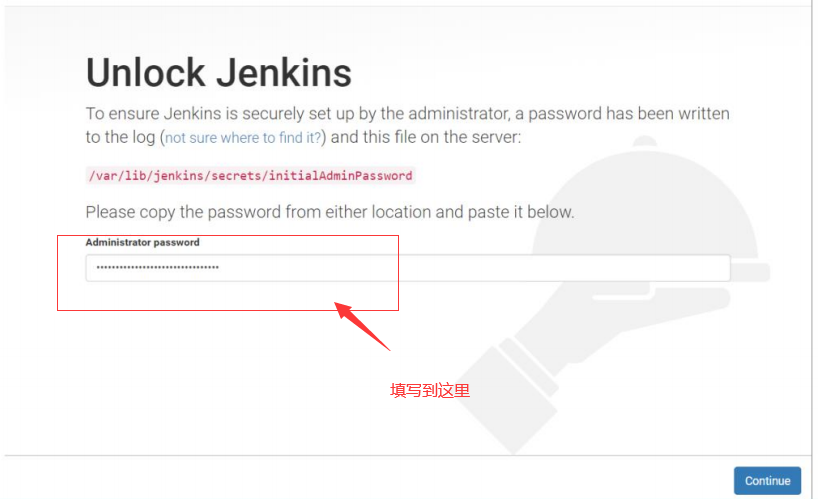 Unlock Jenkins
To ensure Jenkins is securely set up by the administrator, a password has been written
to the log (not sure where to find it?) and this file on the server:
/var/lib/jenkins/secrets/initialAdminPassword
Please copy the password from either location and paste it below.
Administrator password
••••••••••••••••••••••••••••••••
填写到这里
Continue